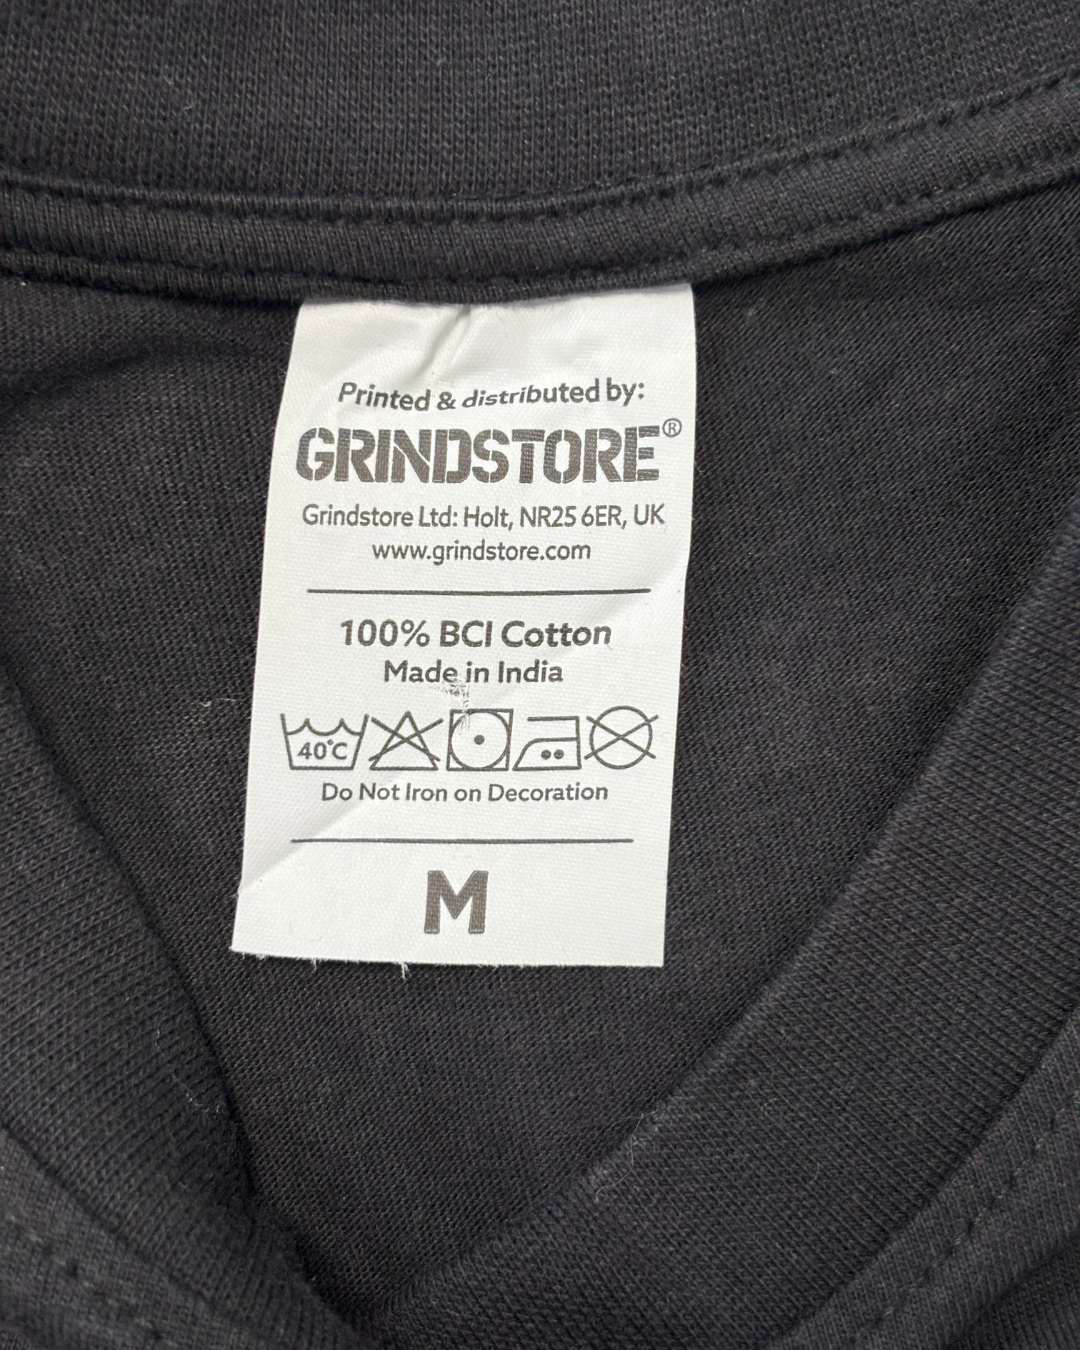 Printed & distributed by:
GRINDSTORE®
Grindstore Ltd: Holt, NR25 6ER, UK
www.grindstore.com
100% BCI Cotton
Made in India
40°C
Do Not Iron on Decoration
M